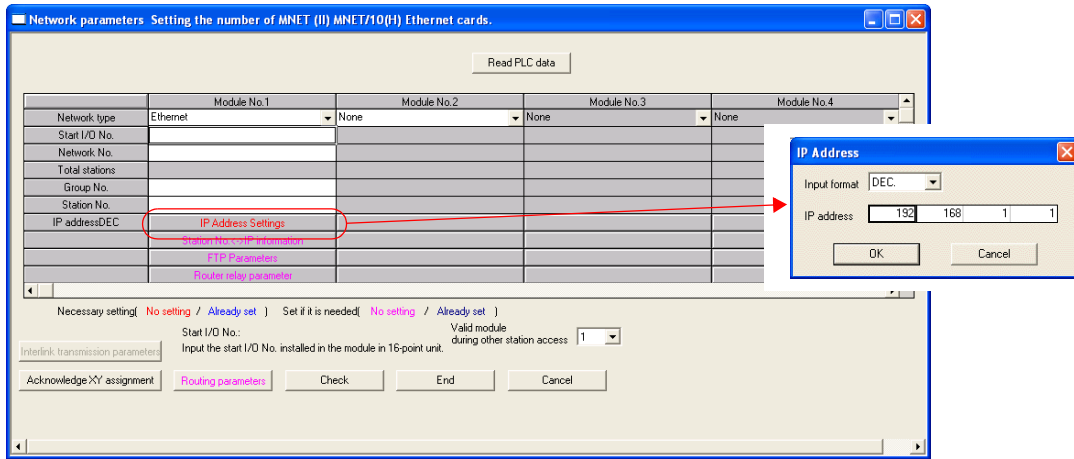 Network parameters Setting the number of MNET (II) MNET/10(H) Ethernet cards.
Read PLC data
Module No.1 Module No.2 Module No.3 Module No.4
Network type Ethernet None None None
Start I/O No.
Network No.
Total stations
Group No.
Station No.
IP addressDEC IP Address Settings
Station No.<->IP information
FTP Parameters
Router relay parameter
IP Address
Input format DEC.
IP address 192 168 1 1
OK Cancel
Necessary setting( No setting / Already set ) Set if it is needed( No setting / Already set )
Start I/O No.:
Input the start I/O No. installed in the module in 16-point unit.
Valid module
during other station access 1
Interlink transmission parameters
Acknowledge XY assignment Routing parameters Check End Cancel